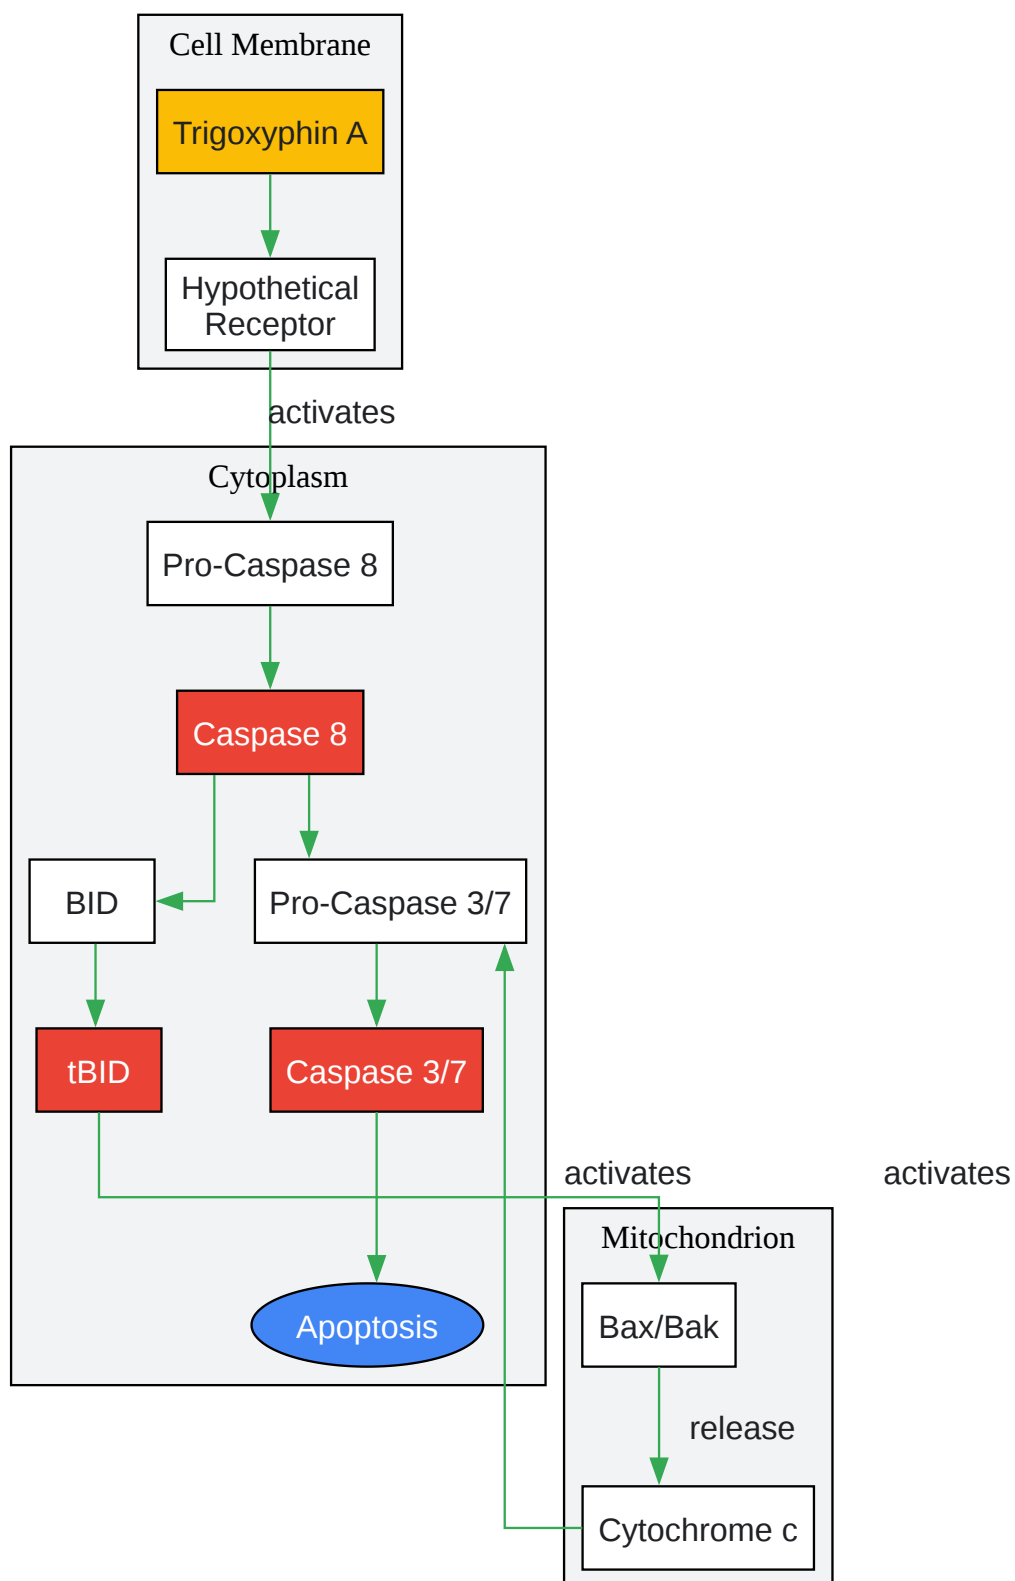 Cell Membrane
Trigoxyphin A
Hypothetical
Receptor
activates
Cytoplasm
Pro-Caspase 8
Caspase 8
BID
Pro-Caspase 3/7
tBID
Caspase 3/7
activates
activates
Mitochondrion
Apoptosis
Bax/Bak
release
Cytochrome c